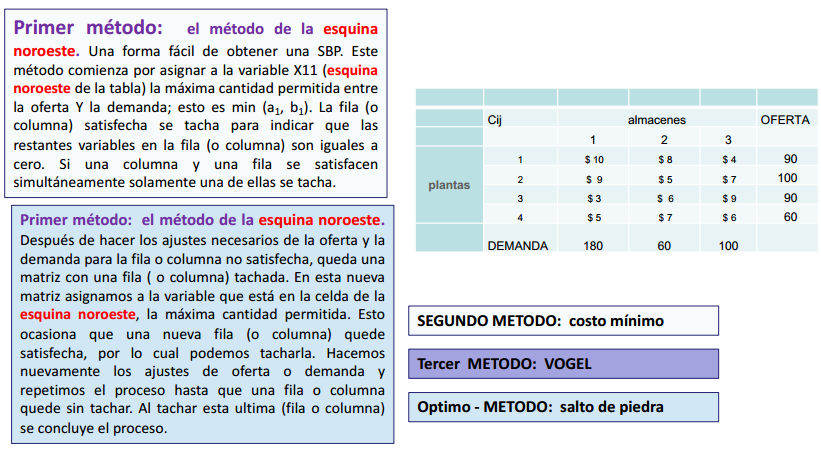 Primer método: el método de la esquina
noroeste. Una forma fácil de obtener una SBP. Este
método comienza por asignar a la variable X11 (esquina
noroeste de la tabla) la máxima cantidad permitida entre
la oferta Y la demanda; esto es min (a1, b1). La fila (o
columna) satisfecha se tacha para indicar que las
restantes variables en la fila (o columna) son iguales a
cero. Si una columna y una fila se satisfacen
simultáneamente solamente una de ellas se tacha.
Primer método: el método de la esquina noroeste.
Después de hacer los ajustes necesarios de la oferta y la
demanda para la fila o columna no satisfecha, queda una
matriz con una fila ( o columna) tachada. En esta nueva
matriz asignamos a la variable que está en la celda de la
esquina noroeste, la máxima cantidad permitida. Esto
ocasiona que una nueva fila (o columna) quede
satisfecha, por lo cual podemos tacharla. Hacemos
nuevamente los ajustes de oferta o demanda y
repetimos el proceso hasta que una fila o columna
quede sin tachar. Al tachar esta ultima (fila o columna)
se concluye el proceso.
Cij almacenes OFERTA
1 2 3
plantas
1 $ 10 $ 8 $ 4 90
2 $ 9 $ 5 $ 7 100
3 $ 3 $ 6 $ 9 90
4 $ 5 $ 7 $ 6 60
DEMANDA 180 60 100
SEGUNDO METODO: costo mínimo
Tercer METODO: VOGEL
Optimo - METODO: salto de piedra